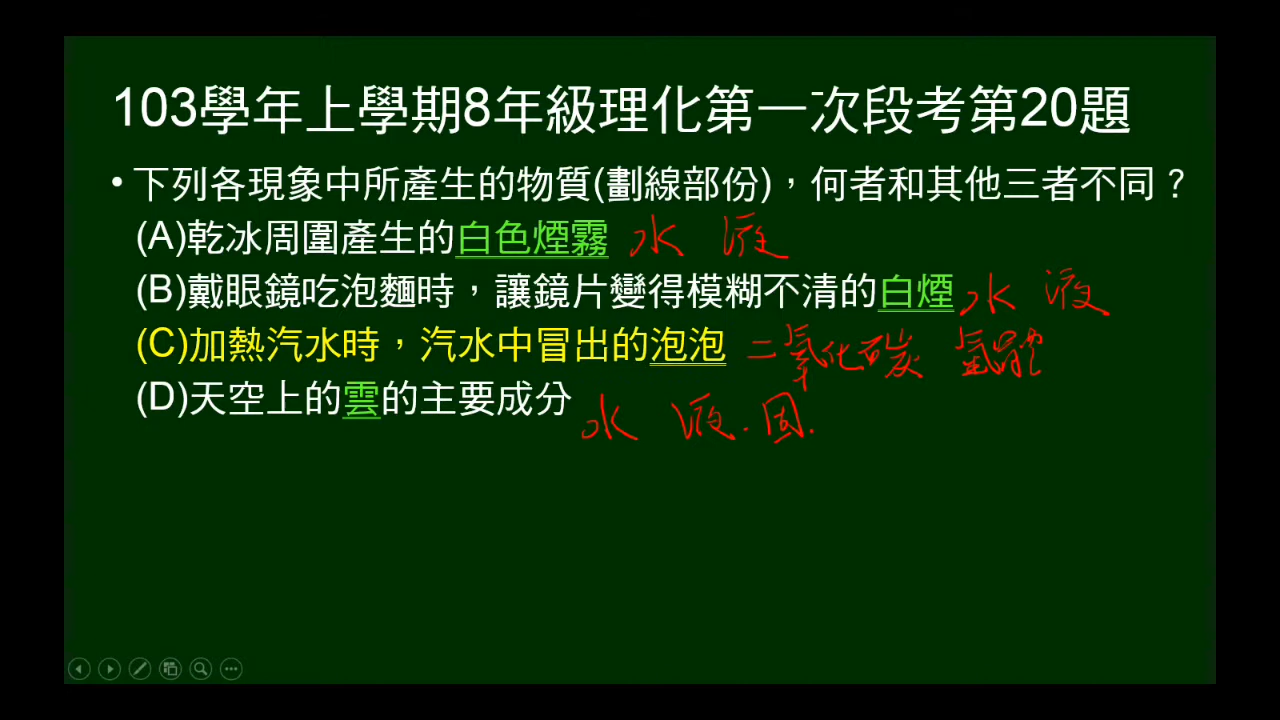 103學年上學期8年級理化第一次段考第20題
• 下列各現象中所產生的物質(劃線部份)，何者和其他三者不同？
(A)乾冰周圍產生的白色煙霧 水 液
(B)戴眼鏡吃泡麵時，讓鏡片變得模糊不清的白煙 水 液
(C)加熱汽水時，汽水中冒出的泡泡 二氧化碳 氣體
(D)天空上的雲的主要成分 水 液.固.